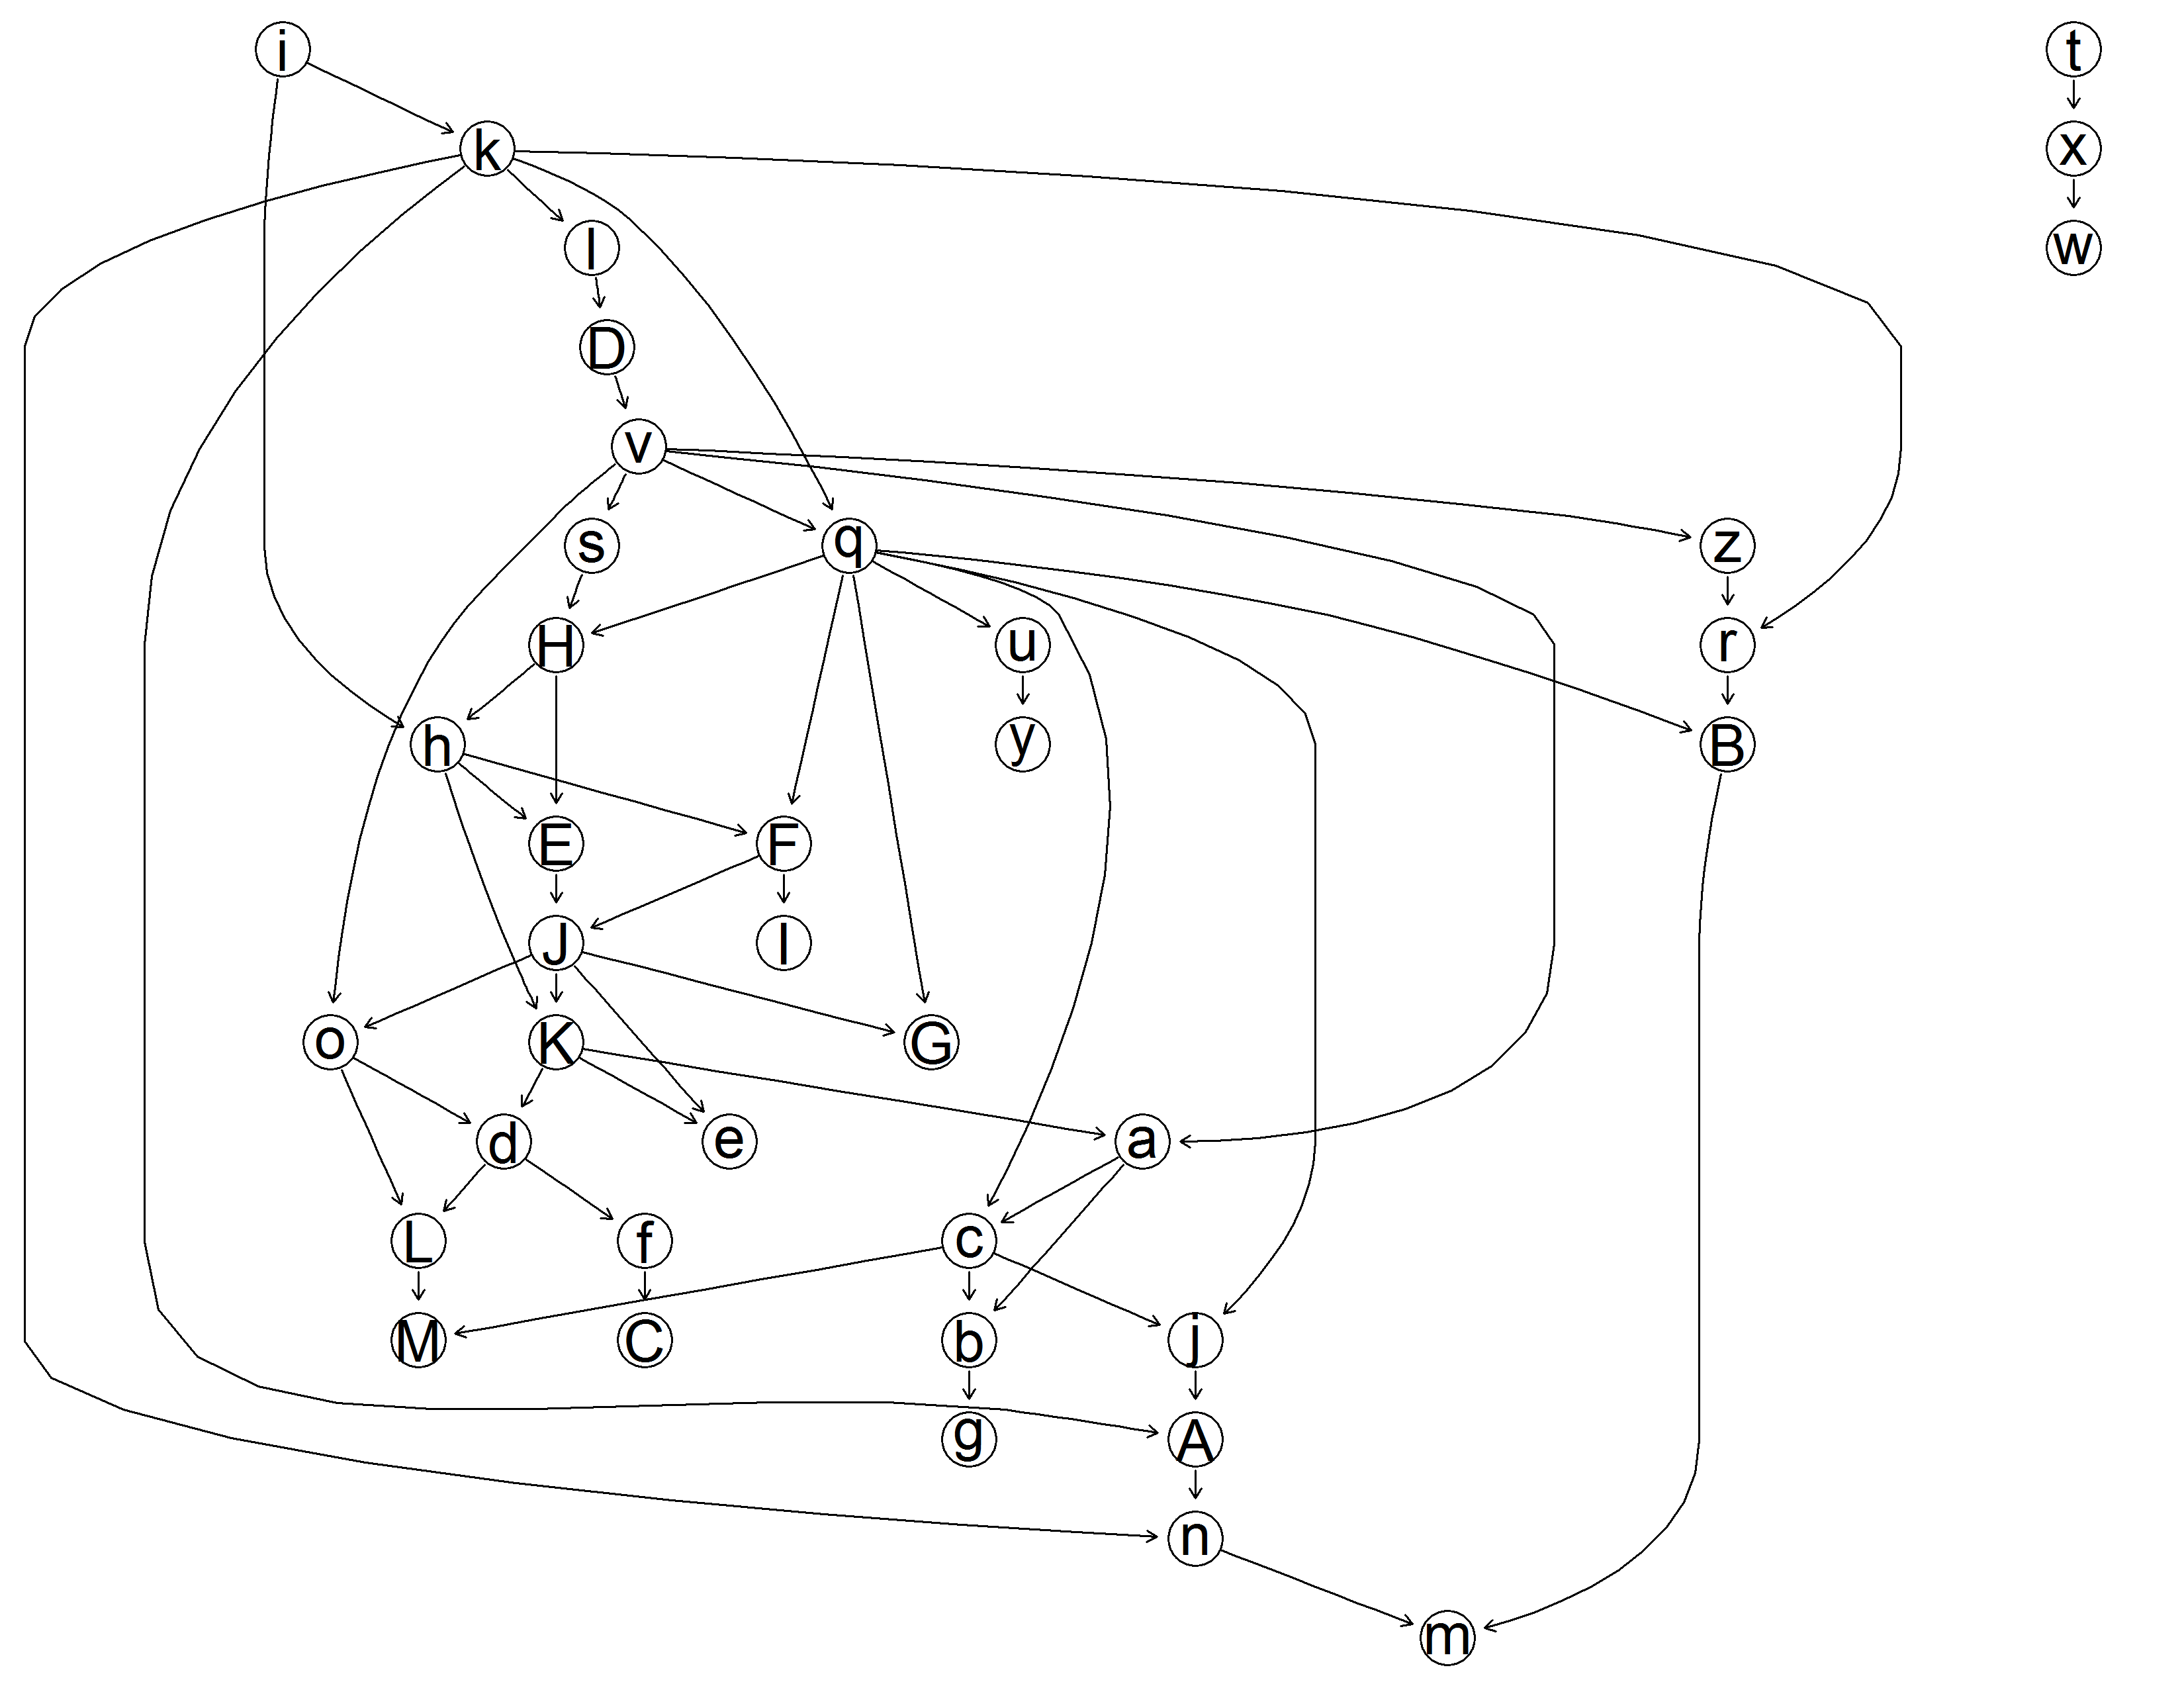 i t
k x
l w
D
v
s q z
H u r
h y B
E F
J I
o K G
d e a
L f c
M C b j
g A
n
m